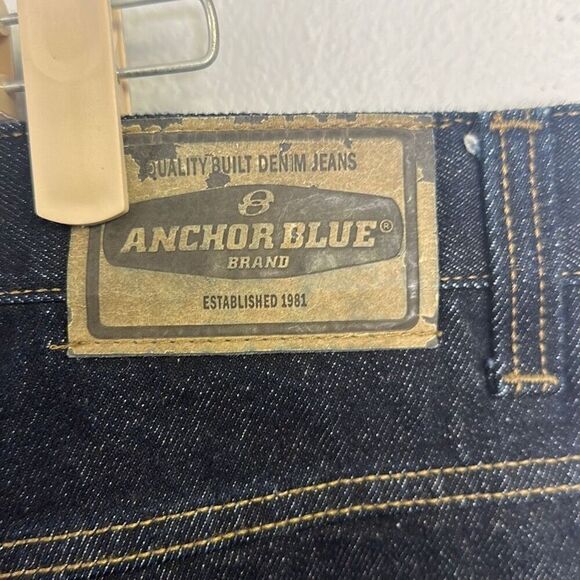 QUALITY BUILT DENIM JEANS
ANCHOR BLUE®
BRAND
ESTABLISHED 1981